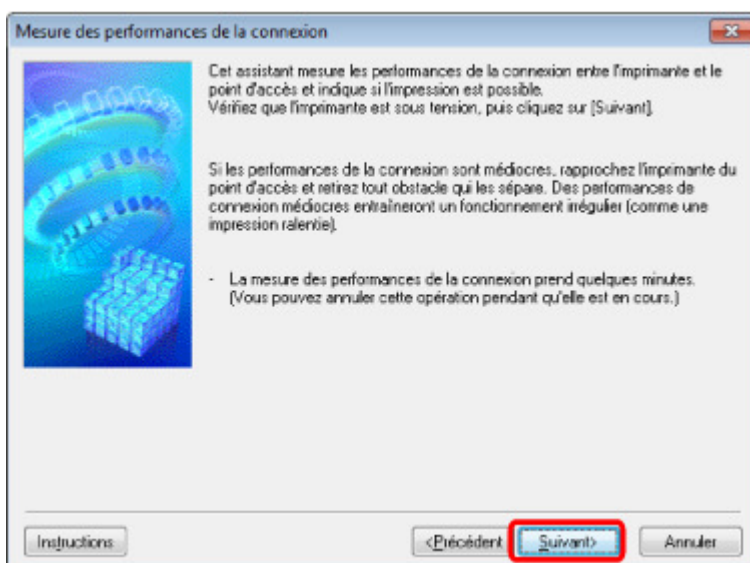 Mesure des performances de la connexion
Cet assistant mesure les performances de la connexion entre l'imprimante et le
point d'accès et indique si l'impression est possible.
Vérifiez que l'imprimante est sous tension, puis cliquez sur [Suivant].
Si les performances de la connexion sont médiocres, rapprochez l'imprimante du
point d'accès et retirez tout obstacle qui les sépare. Des performances de
connexion médiocres entraîneront un fonctionnement irrégulier (comme une
impression ralentie).
- La mesure des performances de la connexion prend quelques minutes.
(Vous pouvez annuler cette opération pendant qu'elle est en cours.)
Instructions
<Précédent
Suivant>
Annuler